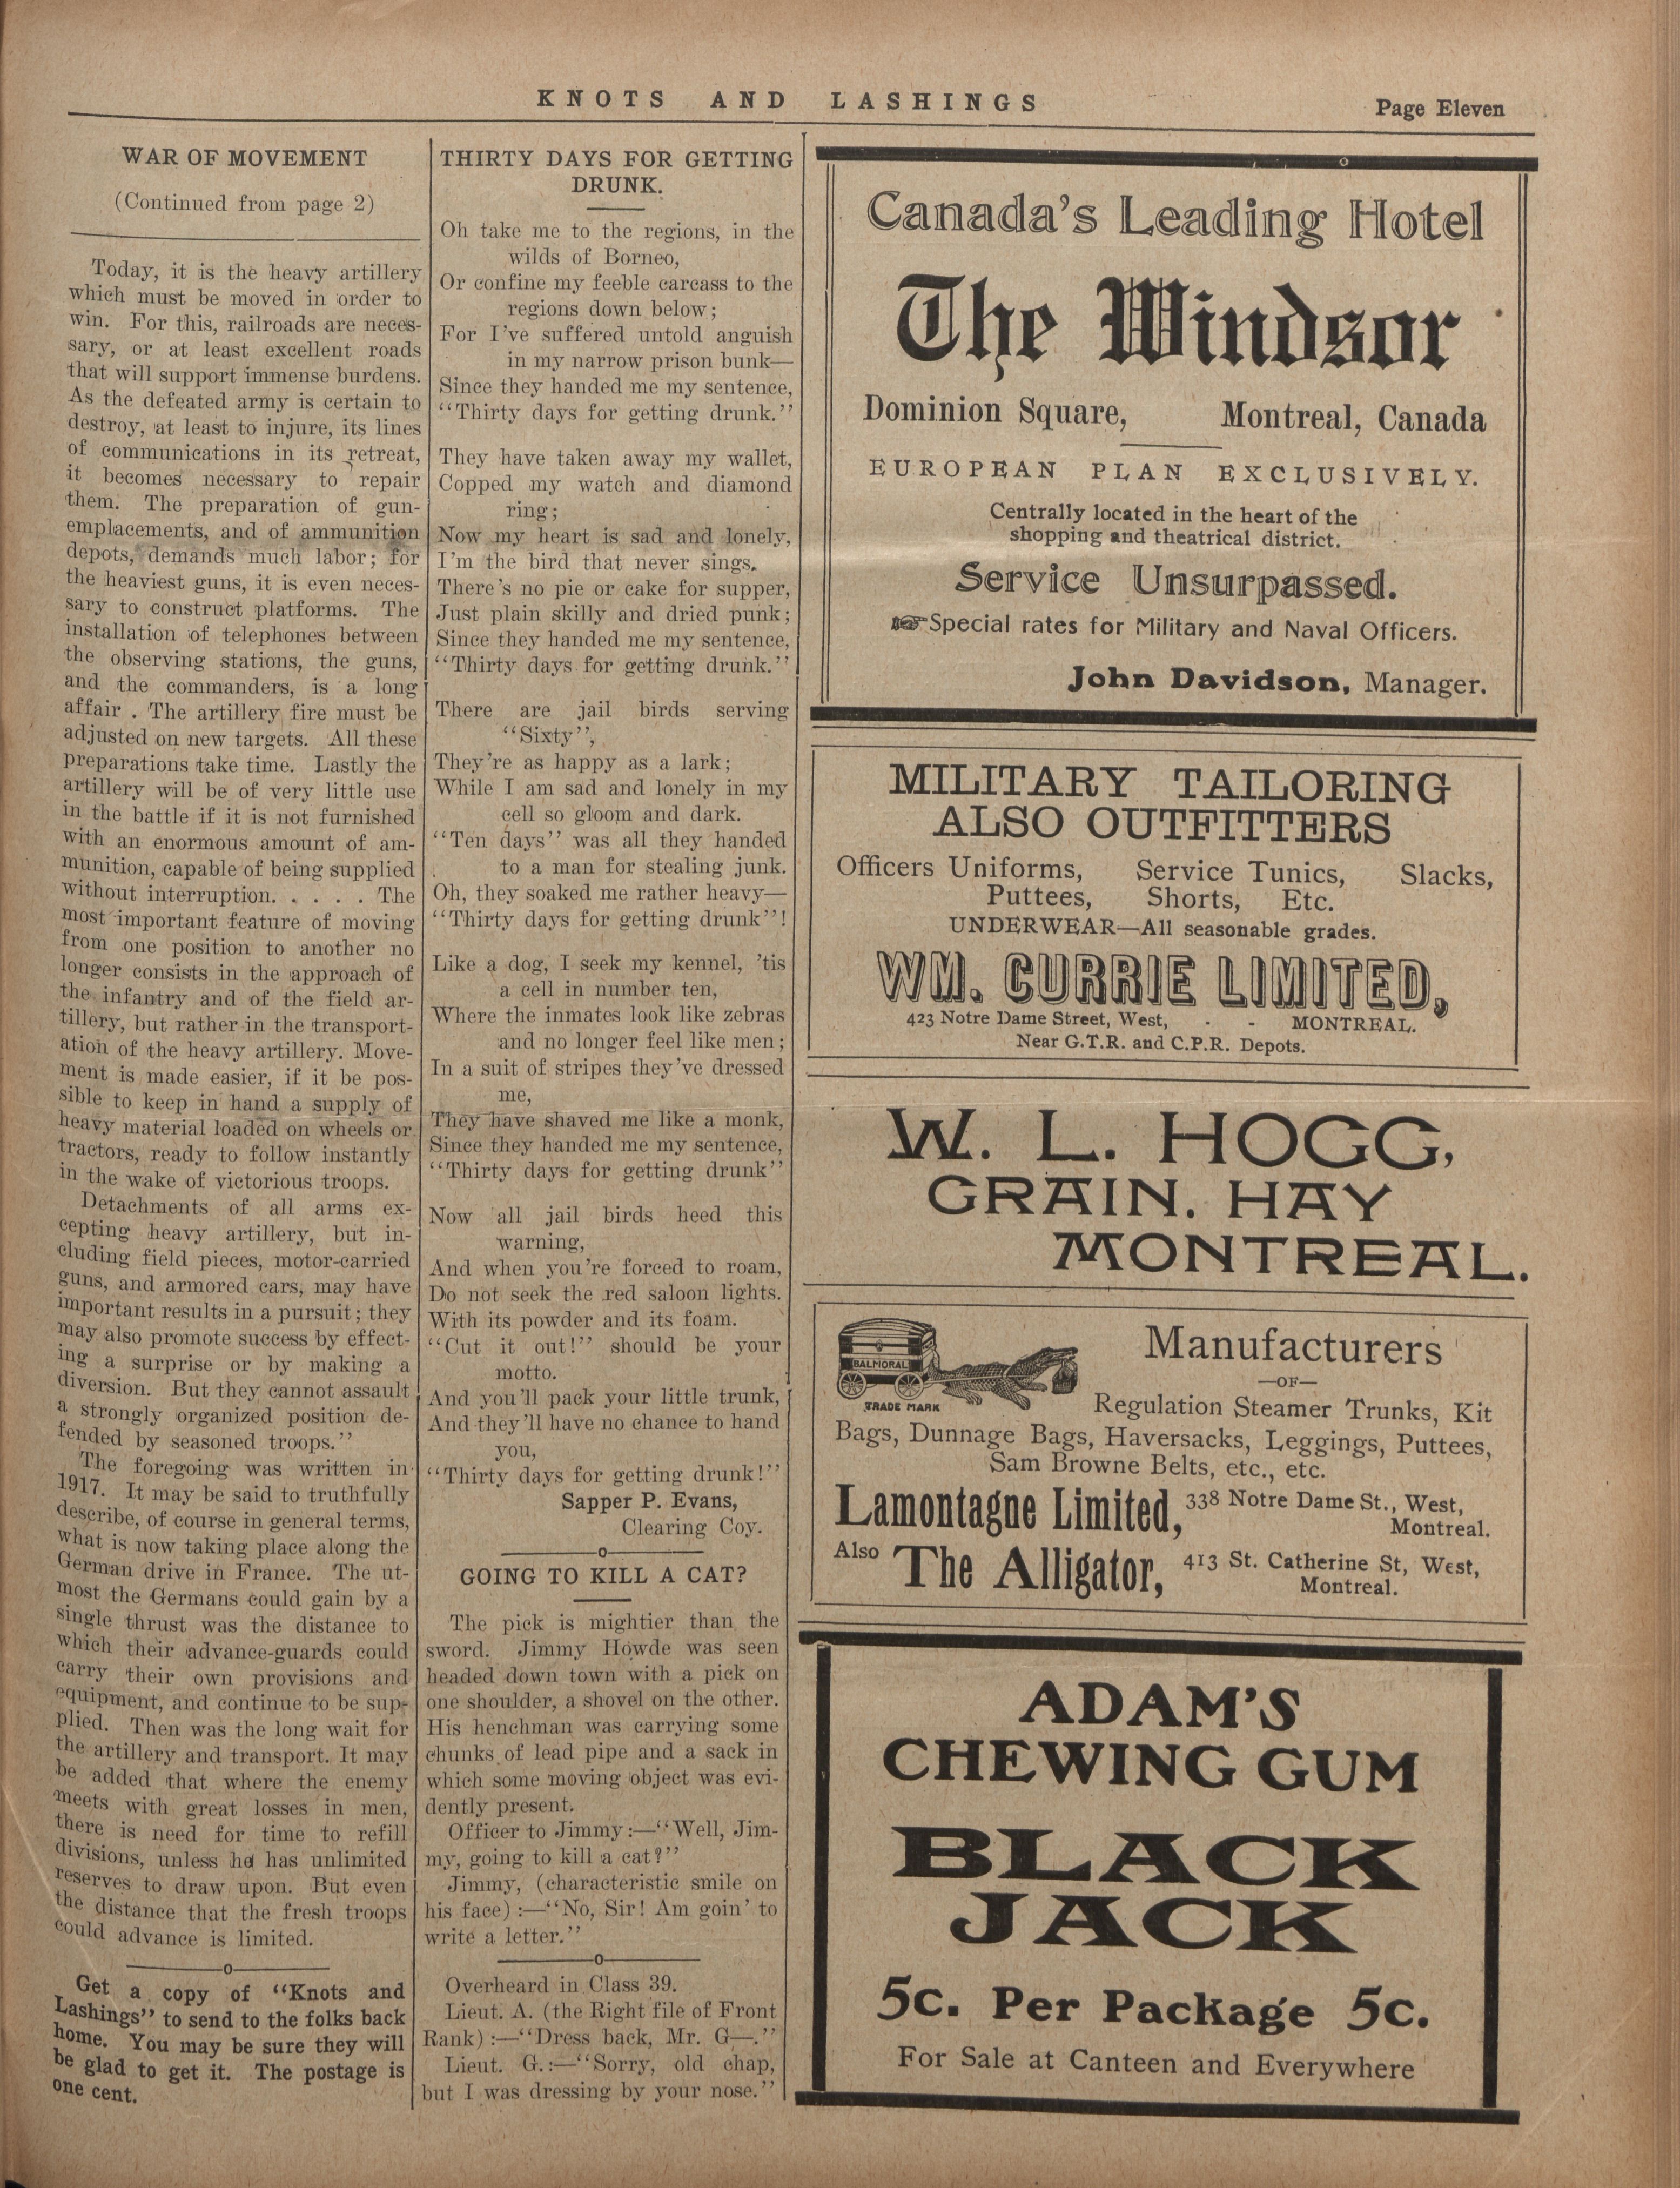 KNOTS AND LASHINGS
Page Eleven
WAR OF MOVEMENT
(Continued from page 2)
Today, it is the heavy artillery
which must be moved in order to
win. For this, railroads are neces-
sary, or at least excellent roads
that will support immense burdens.
As the defeated army is certain to
destroy, at least to injure, its lines
of communications in its retreat,
it becomes necessary to repair
them. The preparation of gun-
emplacements, and of ammunition
depots, demands much labor; for
the heaviest guns, it is even neces-
sary to construct platforms. The
installation of telephones between
the observing stations, the guns,
and the commanders, is a long
affair . The artillery fire must be
adjusted on new targets. All these
preparations take time. Lastly the
artillery will be of very little use
in the battle if it is not furnished
with an enormous amount of am-
munition, capable of being supplied
without interruption. . . . . The
most important feature of moving
from one position to another no
longer consists in the approach of
the infantry and of the field ar-
tillery, but rather in the transport-
ation of the heavy artillery. Move-
ment is made easier, if it be pos-
sible to keep in hand a supply of
heavy material loaded on wheels or
tractors, ready to follow instantly
in the wake of victorious troops.
Detachments of all arms ex-
cepting heavy artillery, but in-
cluding field pieces, motor-carried
guns, and armored cars, may have
important results in a pursuit; they
may also promote success by effect-
ing a surprise or by making a
diversion. But they cannot assault
a strongly organized position de-
fended by seasoned troops.''
The foregoing was written in
1917. It may be said to truthfully
describe, of course in general terms,
what is now taking place along the
German drive in France. The ut-
most the Germans could gain by a
single thrust was the distance to
which their advance-guards could
carry their own provisions and
equipment, and continue to be sup-
plied. Then was the long wait for
the artillery and transport. It may
be added that where the enemy
meets with great losses in men,
there is need for time to refill
divisions, unless he has unlimited
reserves to draw upon. But even
the distance that the fresh troops
could advance is limited.
Get a copy of ''Knots and
Lashings'' to send to the folks back
home. You may be sure they will
be glad to get it. The postage is
one cent.
THIRTY DAYS FOR GETTING
DRUNK.
Oh take me to the regions, in the
wilds of Borneo,
Or confine my feeble carcass to the
regions down below;
For I've suffered untold anguish
in my narrow prison bunk—
Since they handed me my sentence,
''Thirty days for getting drunk.''
They have taken away my wallet,
Copped my watch and diamond
ring;
Now my heart is sad and lonely,
I'm the bird that never sings.
There's no pie or cake for supper,
Just plain skilly and dried punk;
Since they handed me my sentence,
''Thirty days for getting drunk.''
There are jail birds serving
''Sixty'',
They're as happy as a lark;
While I am sad and lonely in my
cell so gloom and dark.
''Ten days'' was all they handed
to a man for stealing junk.
Oh, they soaked me rather heavy—
''Thirty days for getting drunk''!
Like a dog, I seek my kennel, 'tis
a cell in number ten,
Where the inmates look like zebras
and no longer feel like men;
In a suit of stripes they've dressed
me,
They have shaved me like a monk,
Since they handed me my sentence,
''Thirty days for getting drunk''
Now all jail birds heed this
warning,
And when you're forced to roam,
Do not seek the red saloon lights.
With its powder and its foam.
''Cut it out!'' should be your
motto.
And you'll pack your little trunk,
And they'll have no chance to hand
you,
''Thirty days for getting drunk!''
Sapper P. Evans,
Clearing Coy.
GOING TO KILL A CAT?
The pick is mightier than the
sword. Jimmy Howde was seen
headed down town with a pick on
one shoulder, a shovel on the other.
His henchman was carrying some
chunks of lead pipe and a sack in
which some moving object was evi-
dently present.
Officer to Jimmy:—''Well, Jim-
my, going to kill a cat?''
Jimmy, (characteristic smile on
his face):—''No, Sir! Am goin' to
write a letter.''
Overheard in Class 39.
Lieut. A. (the Right file of Front
Rank):—''Dress back, Mr. G—.''
Lieut. G.:—''Sorry, old chap,
but I was dressing by your nose.''
Canada's Leading Hotel
The Windsor
Dominion Square, Montreal, Canada
EUROPEAN PLAN EXCLUSIVELY.
Centrally located in the heart of the
shopping and theatrical district.
Service Unsurpassed.
☞Special rates for Military and Naval Officers.
John Davidson, Manager.
MILITARY TAILORING
ALSO OUTFITTERS
Officers Uniforms, Service Tunics, Slacks,
Puttees, Shorts, Etc.
UNDERWEAR—All seasonable grades.
WM. CURRIE LIMITED,
423 Notre Dame Street, West, - - MONTREAL.
Near G.T.R. and C.P.R. Depots.
W. L. HOGG,
GRAIN. HAY
MONTREAL.
BALMORAL
TRADE MARK
Manufacturers
—OF—
Regulation Steamer Trunks, Kit
Bags, Dunnage Bags, Haversacks, Leggings, Puttees,
Sam Browne Belts, etc., etc.
Lamontagne Limited, 338 Notre Dame St., West,
Montreal.
Also The Alligator, 413 St. Catherine St, West,
Montreal.
ADAM'S
CHEWING GUM
BLACK
JACK
5c. Per Package 5c.
For Sale at Canteen and Everywhere